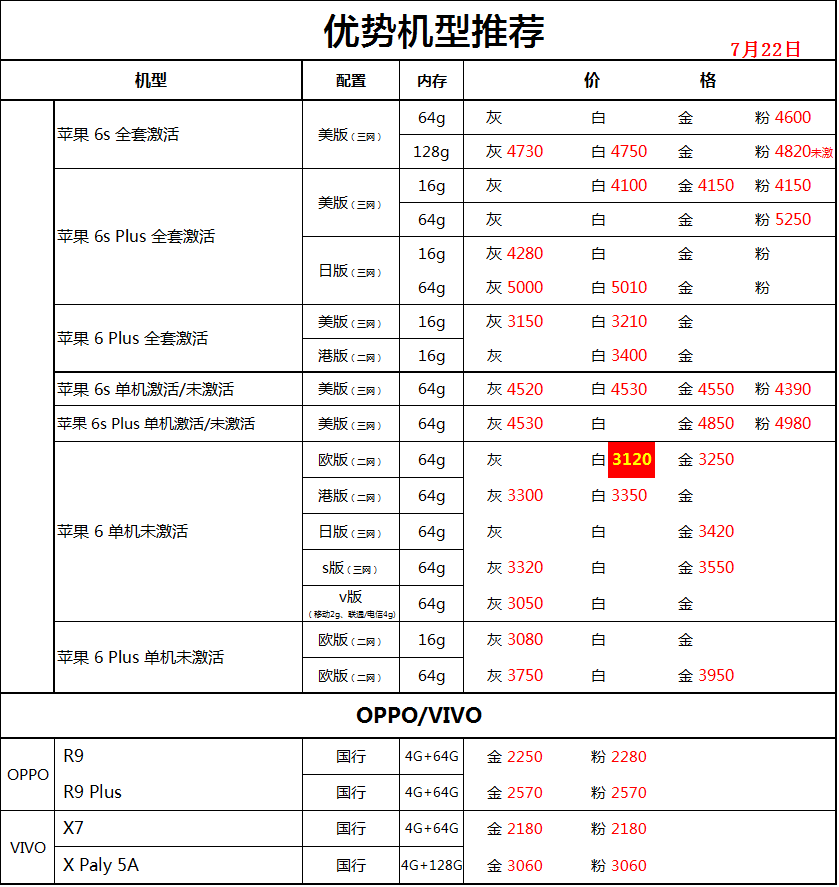 优势机型推荐
7月22日
机型 配置 内存 价 格
苹果 6s 全套激活 美版（三网） 64g 灰 白 金 粉 4600
128g 灰 4730 白 4750 金 粉 4820未激
苹果 6s Plus 全套激活 美版（三网） 16g 灰 白 4100 金 4150 粉 4150
64g 灰 白 金 粉 5250
日版（三网） 16g 灰 4280 白 金 粉
64g 灰 5000 白 5010 金 粉
苹果 6 Plus 全套激活 美版（三网） 16g 灰 3150 白 3210 金
港版（二网） 16g 灰 白 3400 金
苹果 6s 单机激活/未激活 美版（三网） 64g 灰 4520 白 4530 金 4550 粉 4390
苹果 6s Plus 单机激活/未激活 美版（三网） 64g 灰 4530 白 金 4850 粉 4980
苹果 6 单机未激活 欧版（二网） 64g 灰 白 3120 金 3250
港版（二网） 64g 灰 3300 白 3350 金
日版（三网） 64g 灰 白 金 3420
s版（三网） 64g 灰 3320 白 金 3550
v版
（移动2g、联通/电信4g) 64g 灰 3050 白 金
苹果 6 Plus 单机未激活 欧版（二网） 16g 灰 3080 白 金
欧版（二网） 64g 灰 3750 白 金 3950
OPPO/VIVO
OPPO R9 国行 4G+64G 金 2250 粉 2280
R9 Plus 国行 4G+64G 金 2570 粉 2570
VIVO X7 国行 4G+64G 金 2180 粉 2180
X Paly 5A 国行 4G+128G 金 3060 粉 3060